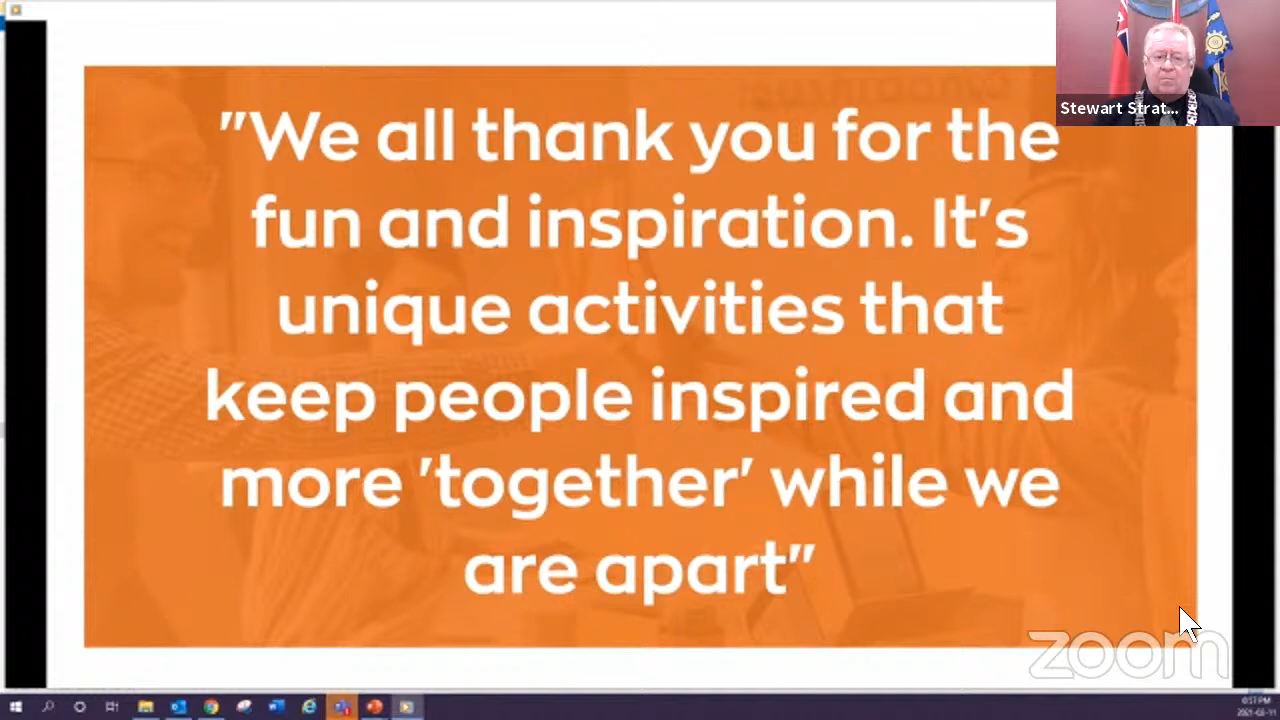 Stewart Strat...
"We all thank you for the
fun and inspiration. It's
unique activities that
keep people inspired and
more 'together' while we
are apart"
zoom